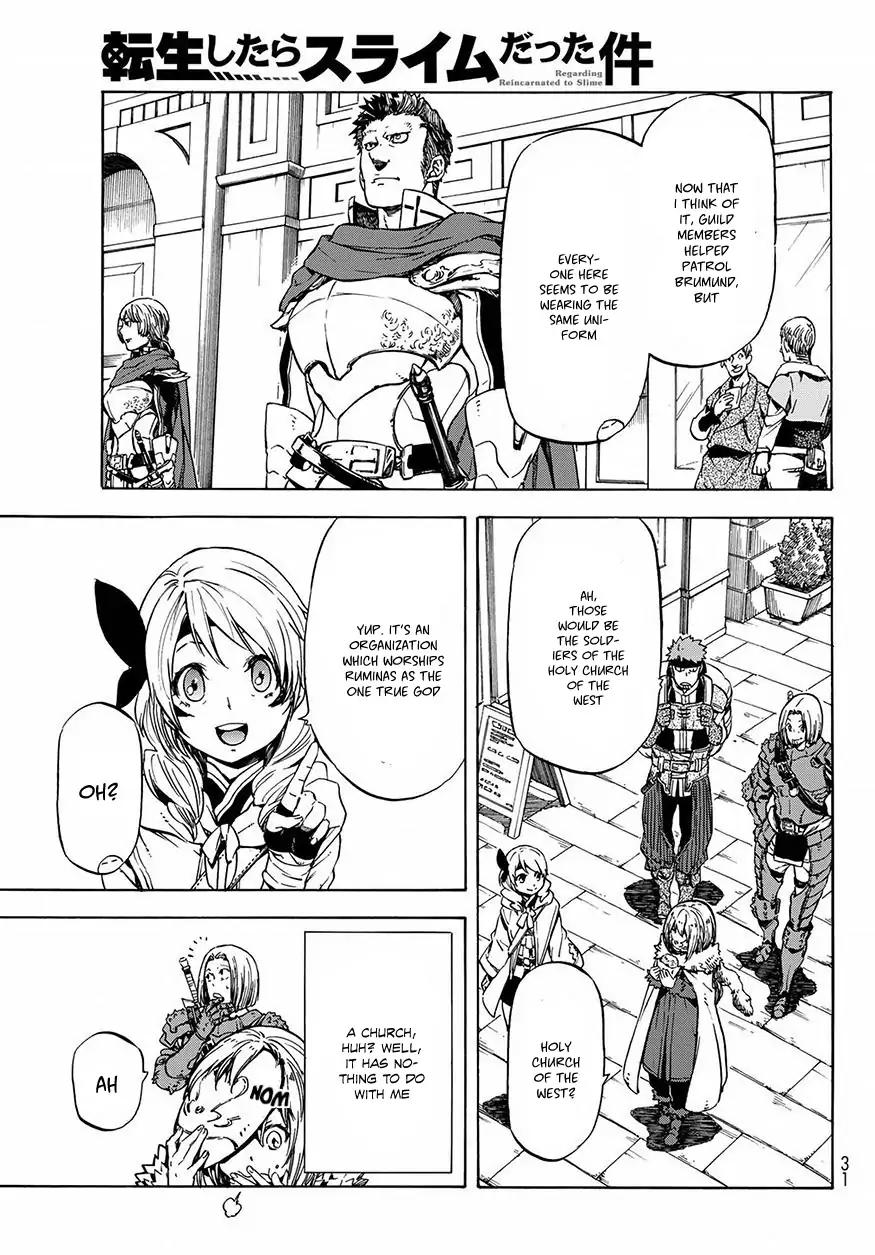 転生したらスライムだった件
Regarding
Reincarnated to Slime
NOW THAT
I THINK OF
IT, GUILD
MEMBERS
HELPED
PATROL
BRUMUND,
BUT
EVERY-
ONE HERE
SEEMS TO BE
WEARING THE
SAME UNI-
FORM
AH,
THOSE
WOULD BE
THE SOLD-
IERS OF THE
HOLY CHURCH
OF THE
WEST
HOLY
CHURCH
OF THE
WEST?
YUP. IT'S AN
ORGANIZATION
WHICH WORSHIPS
RUMINAS AS THE
ONE TRUE GOD
OH?
A CHURCH,
HUH? WELL,
IT HAS NO-
THING TO DO
WITH ME
AH
NOM
31